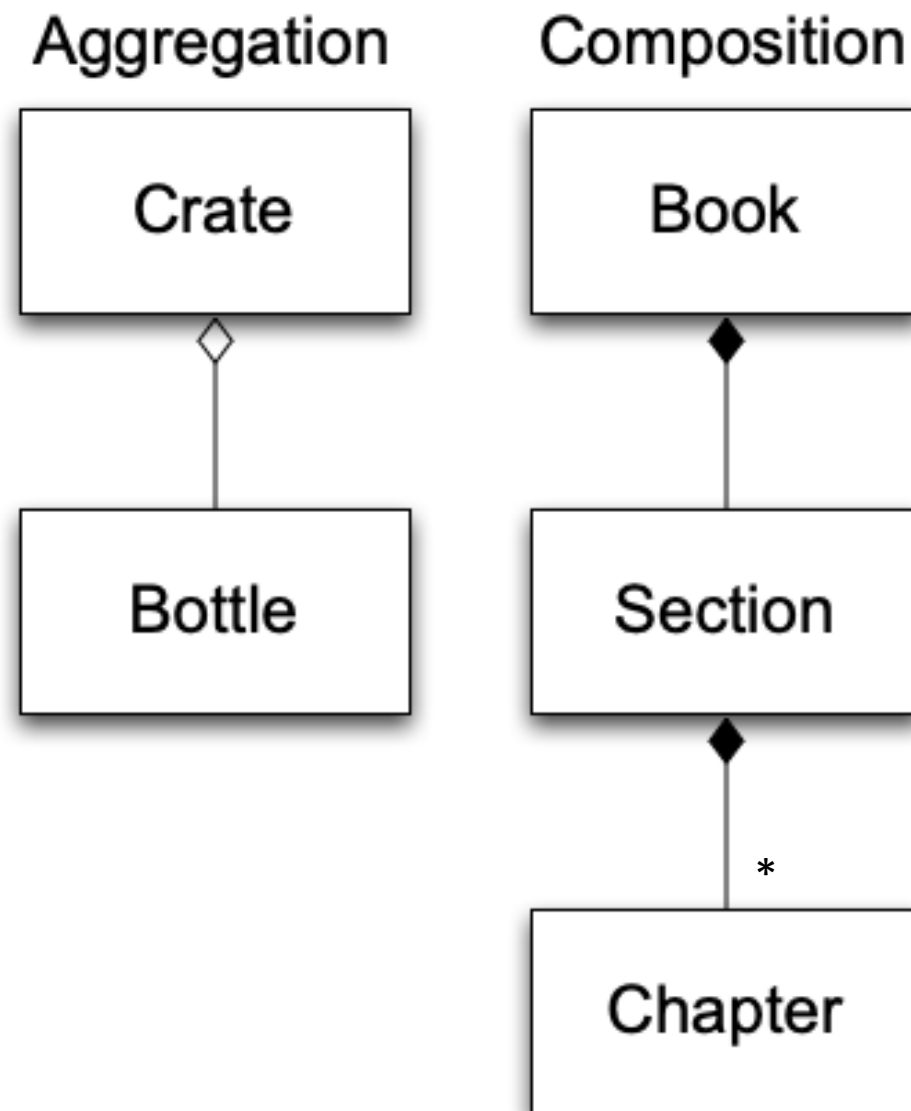 Aggregation
Composition
Crate
Book
Bottle
Section
*
Chapter